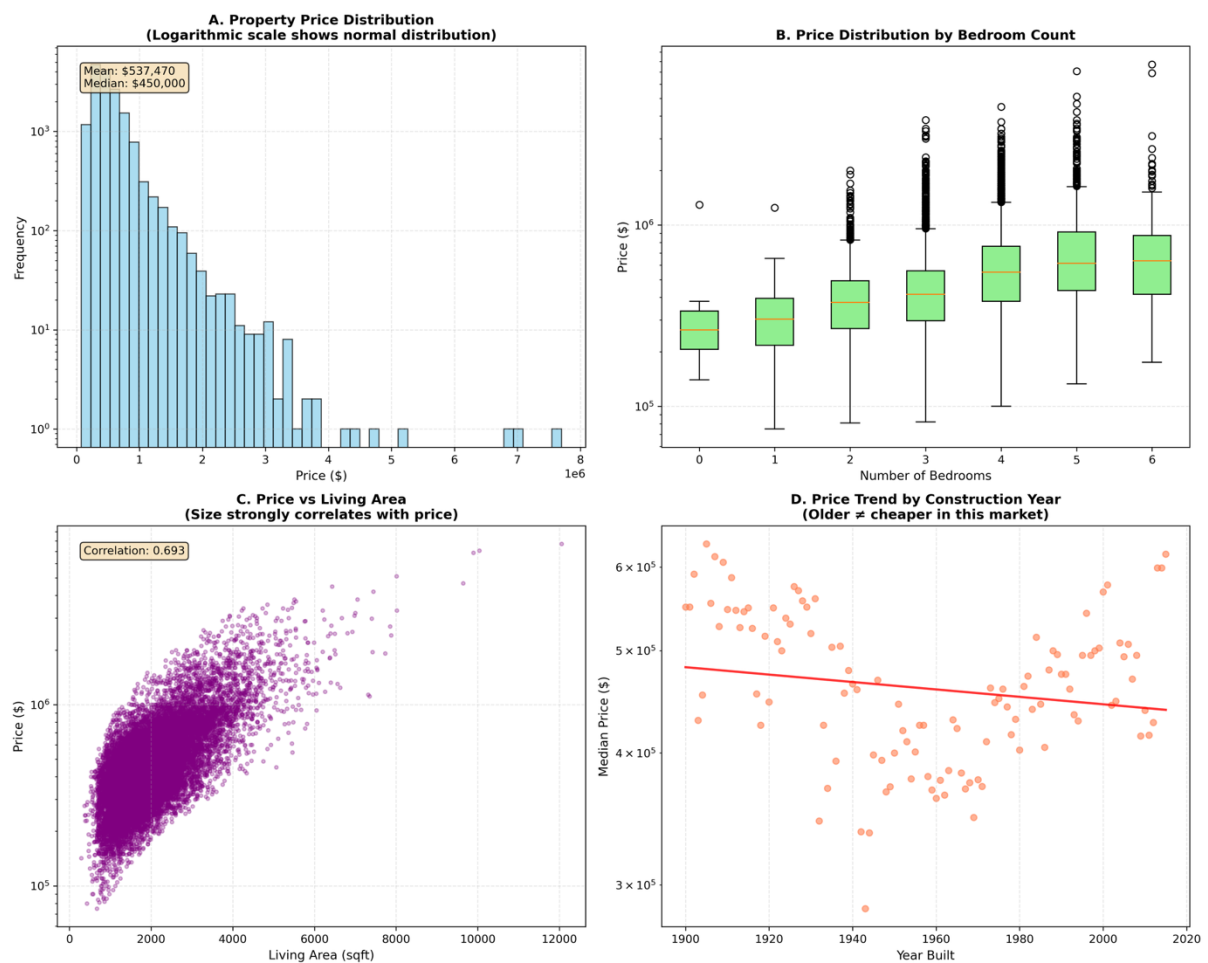 A. Property Price Distribution
(Logarithmic scale shows normal distribution)
Mean: $537,470
Median: $450,000
Frequency
10³
10²
10¹
10⁰
0 1 2 3 4 5 6 7 8
1e6
Price ($)
B. Price Distribution by Bedroom Count
Price ($)
10⁶
10⁵
0 1 2 3 4 5 6
Number of Bedrooms
C. Price vs Living Area
(Size strongly correlates with price)
Correlation: 0.693
Price ($)
10⁶
10⁵
0 2000 4000 6000 8000 10000 12000
Living Area (sqft)
D. Price Trend by Construction Year
(Older ≠ cheaper in this market)
Median Price ($)
6 × 10⁵
5 × 10⁵
4 × 10⁵
3 × 10⁵
1900 1920 1940 1960 1980 2000 2020
Year Built